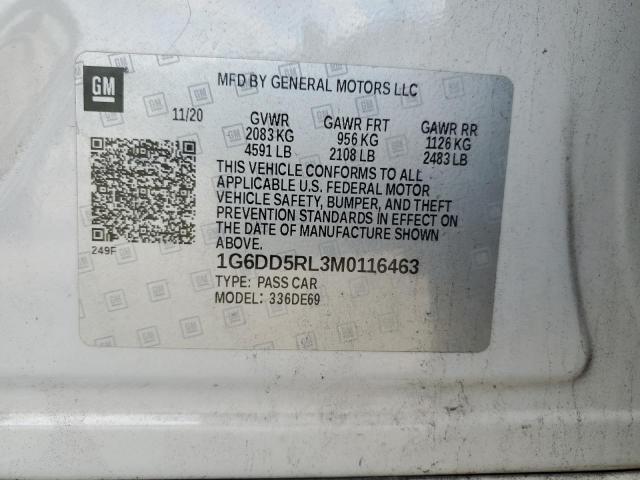 GM
MFD BY GENERAL MOTORS LLC
11/20
GVWR GAWR FRT GAWR RR
2083 KG 956 KG 1126 KG
4591 LB 2108 LB 2483 LB
THIS VEHICLE CONFORMS TO ALL
APPLICABLE U.S. FEDERAL MOTOR
VEHICLE SAFETY, BUMPER, AND THEFT
PREVENTION STANDARDS IN EFFECT ON
THE DATE OF MANUFACTURE SHOWN
ABOVE.
249F
1G6DD5RL3M0116463
TYPE: PASS CAR
MODEL: 336DE69